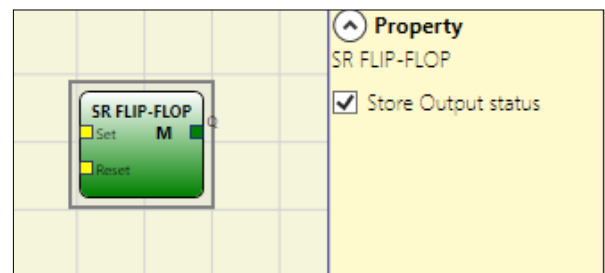 Property
SR FLIP-FLOP
Store Output status
SR FLIP-FLOP
Set M
Q
Reset